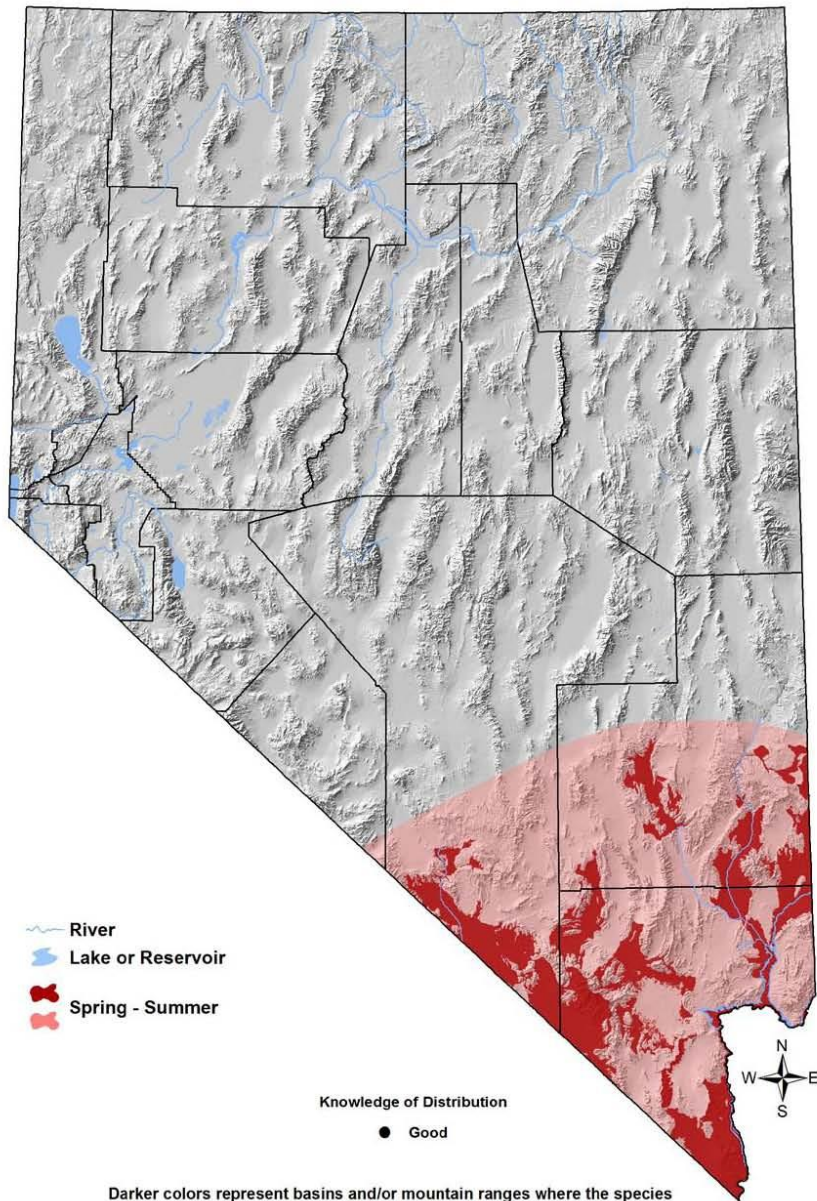 River
Lake or Reservoir
Spring - Summer
N
W E
S
Knowledge of Distribution
Good
Darker colors represent basins and/or mountain ranges where the species